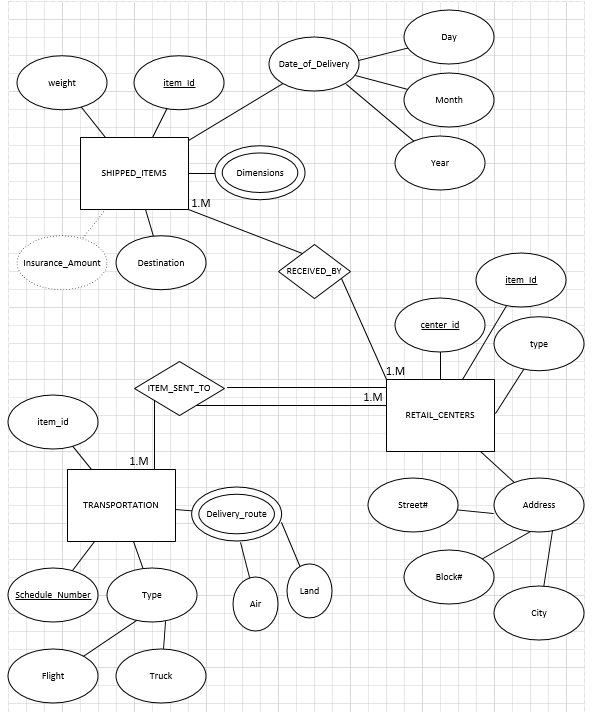 Day
Date_of_Delivery
weight
item_Id
Month
Year
SHIPPED_ITEMS
Dimensions
1.M
Insurance_Amount
Destination
RECEIVED_BY
item_Id
center_id
type
1.M
ITEM_SENT_TO
1.M
RETAIL_CENTERS
item_id
1.M
TRANSPORTATION
Delivery_route
Street#
Address
Block#
Schedule_Number
Type
Air
Land
City
Flight
Truck